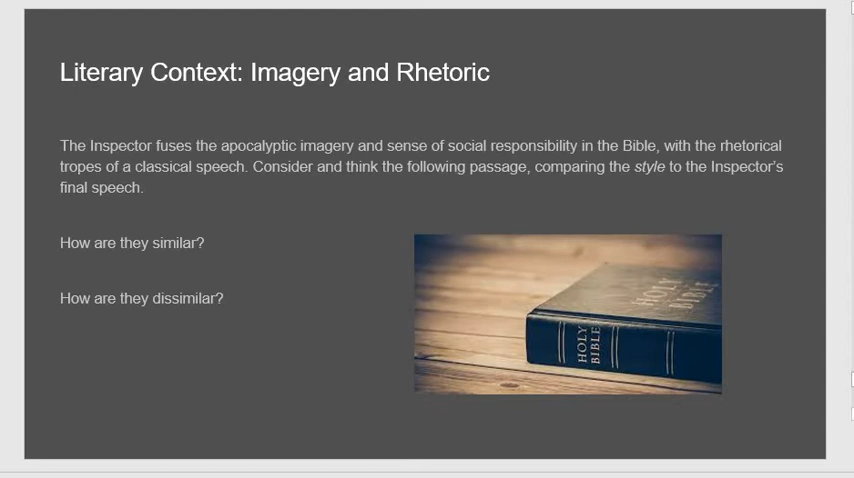 Literary Context: Imagery and Rhetoric
The Inspector fuses the apocalyptic imagery and sense of social responsibility in the Bible, with the rhetorical
tropes of a classical speech. Consider and think the following passage, comparing the style to the Inspector's
final speech.
How are they similar?
How are they dissimilar?
HOLY
BIBLE
HOLY
BIBLE